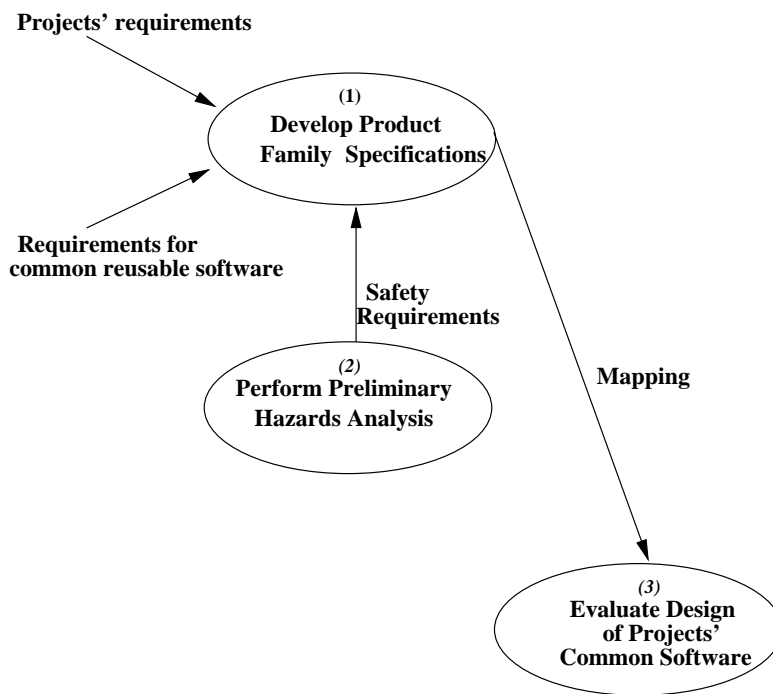 Projects' requirements
(1)
Develop Product
Family Specifications
Requirements for
common reusable software
Safety
Requirements
(2)
Perform Preliminary
Hazards Analysis
Mapping
(3)
Evaluate Design
of Projects'
Common Software